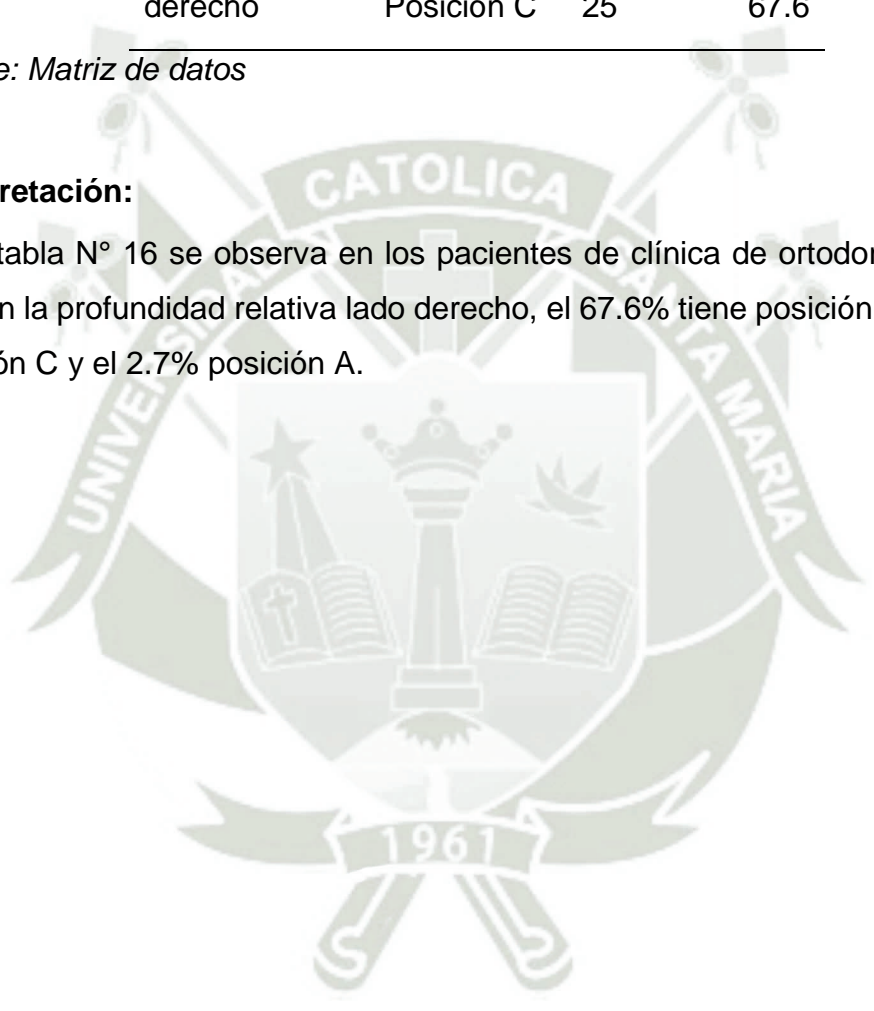 derecho Posición C 25 67.6
e: Matriz de datos
retación:
tabla N° 16 se observa en los pacientes de clínica de ortodon
n la profundidad relativa lado derecho, el 67.6% tiene posición
ón C y el 2.7% posición A.
UNIVERSIDAD CATOLICA SANTA MARIA
1961